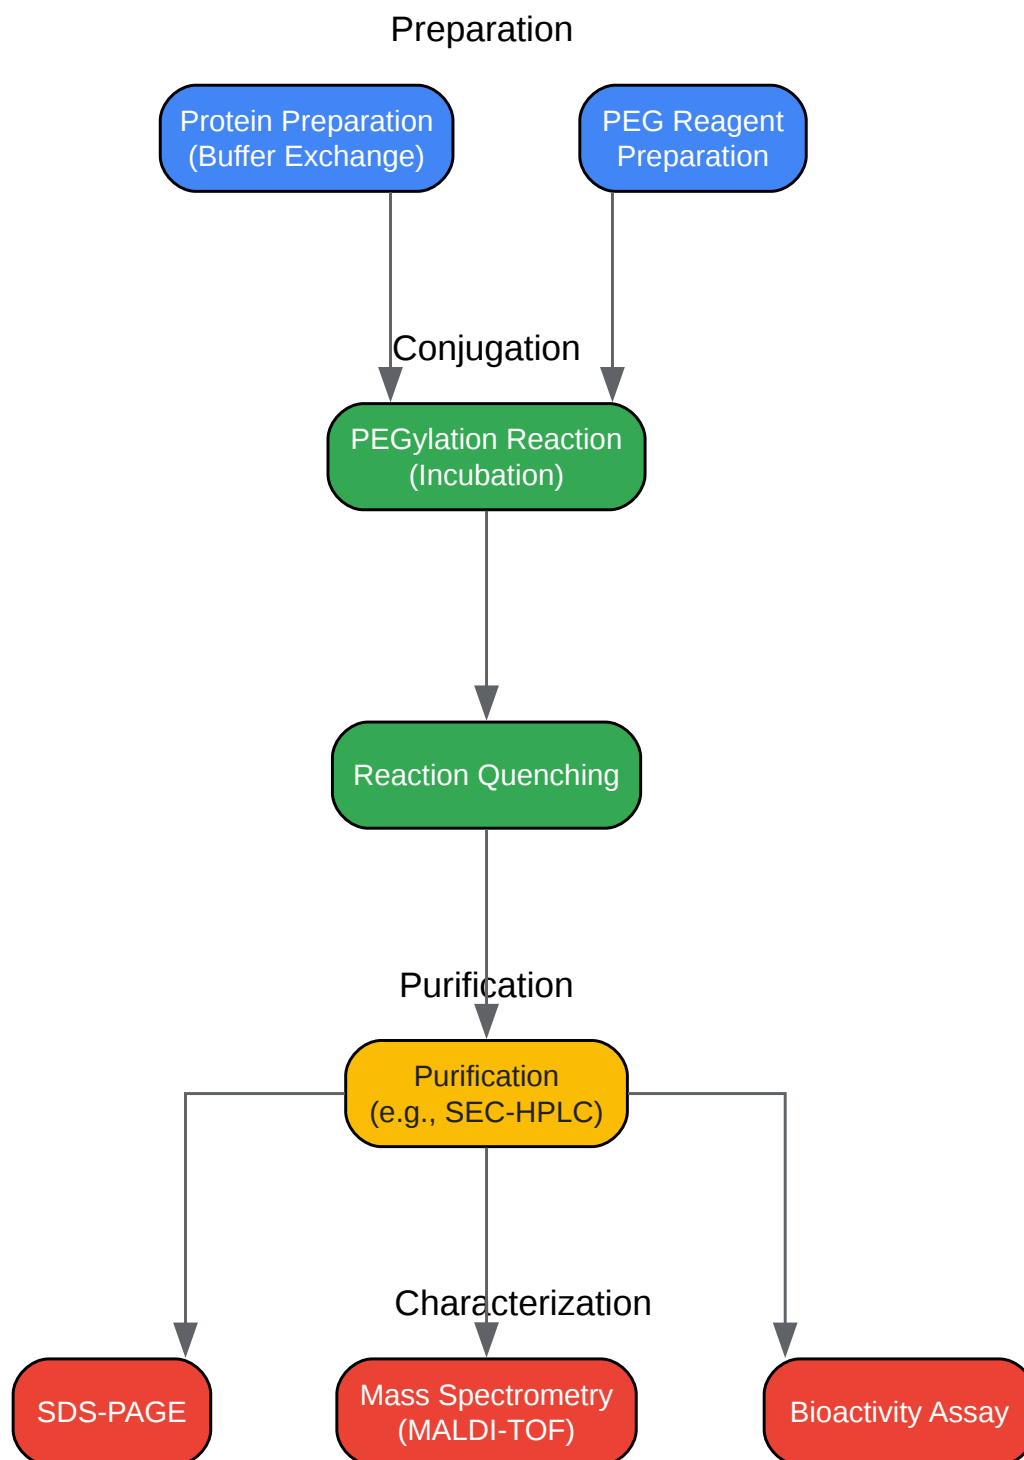 Preparation
Protein Preparation
(Buffer Exchange)
PEG Reagent
Preparation
Conjugation
PEGylation Reaction
(Incubation)
Reaction Quenching
Purification
Purification
(e.g., SEC-HPLC)
Characterization
SDS-PAGE
Mass Spectrometry
(MALDI-TOF)
Bioactivity Assay